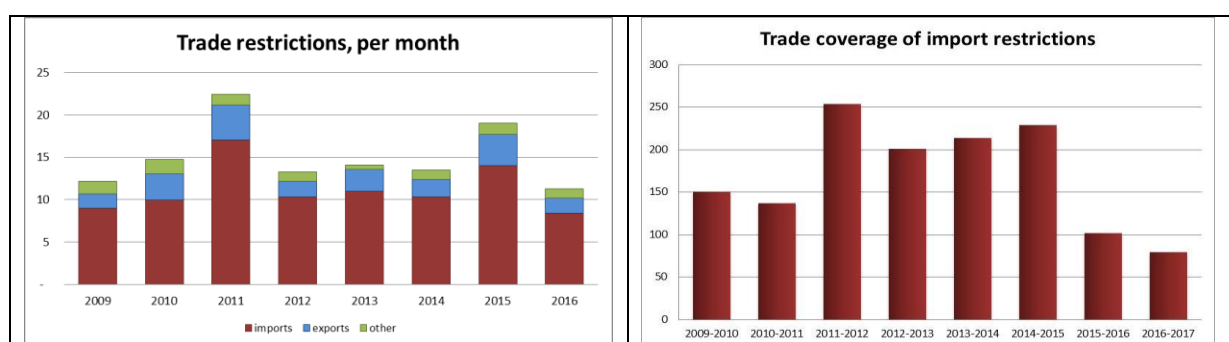 Trade restrictions, per month
25
20
15
10
5
-
2009 2010 2011 2012 2013 2014 2015 2016
imports exports other
Trade coverage of import restrictions
300
250
200
150
100
50
0
2009-2010 2010-2011 2011-2012 2012-2013 2013-2014 2014-2015 2015-2016 2016-2017